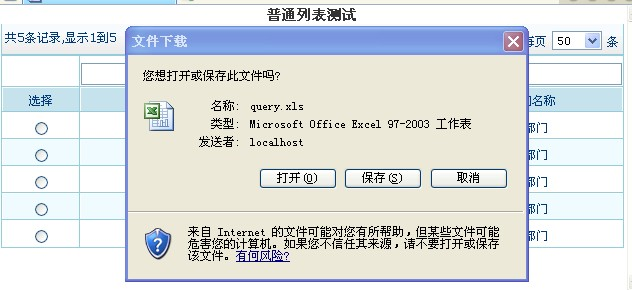 普通列表测试
共5条记录,显示1到5
每页 50 条
文件下载
您想打开或保存此文件吗?
名称: query.xls
类型: Microsoft Office Excel 97-2003 工作表
发送者: localhost
打开(O) 保存(S) 取消
选择
名称
部门
部门
部门
部门
部门
来自 Internet 的文件可能对您有所帮助,但某些文件可能
危害您的计算机。如果您不信任其来源,请不要打开或保存
该文件。有何风险?